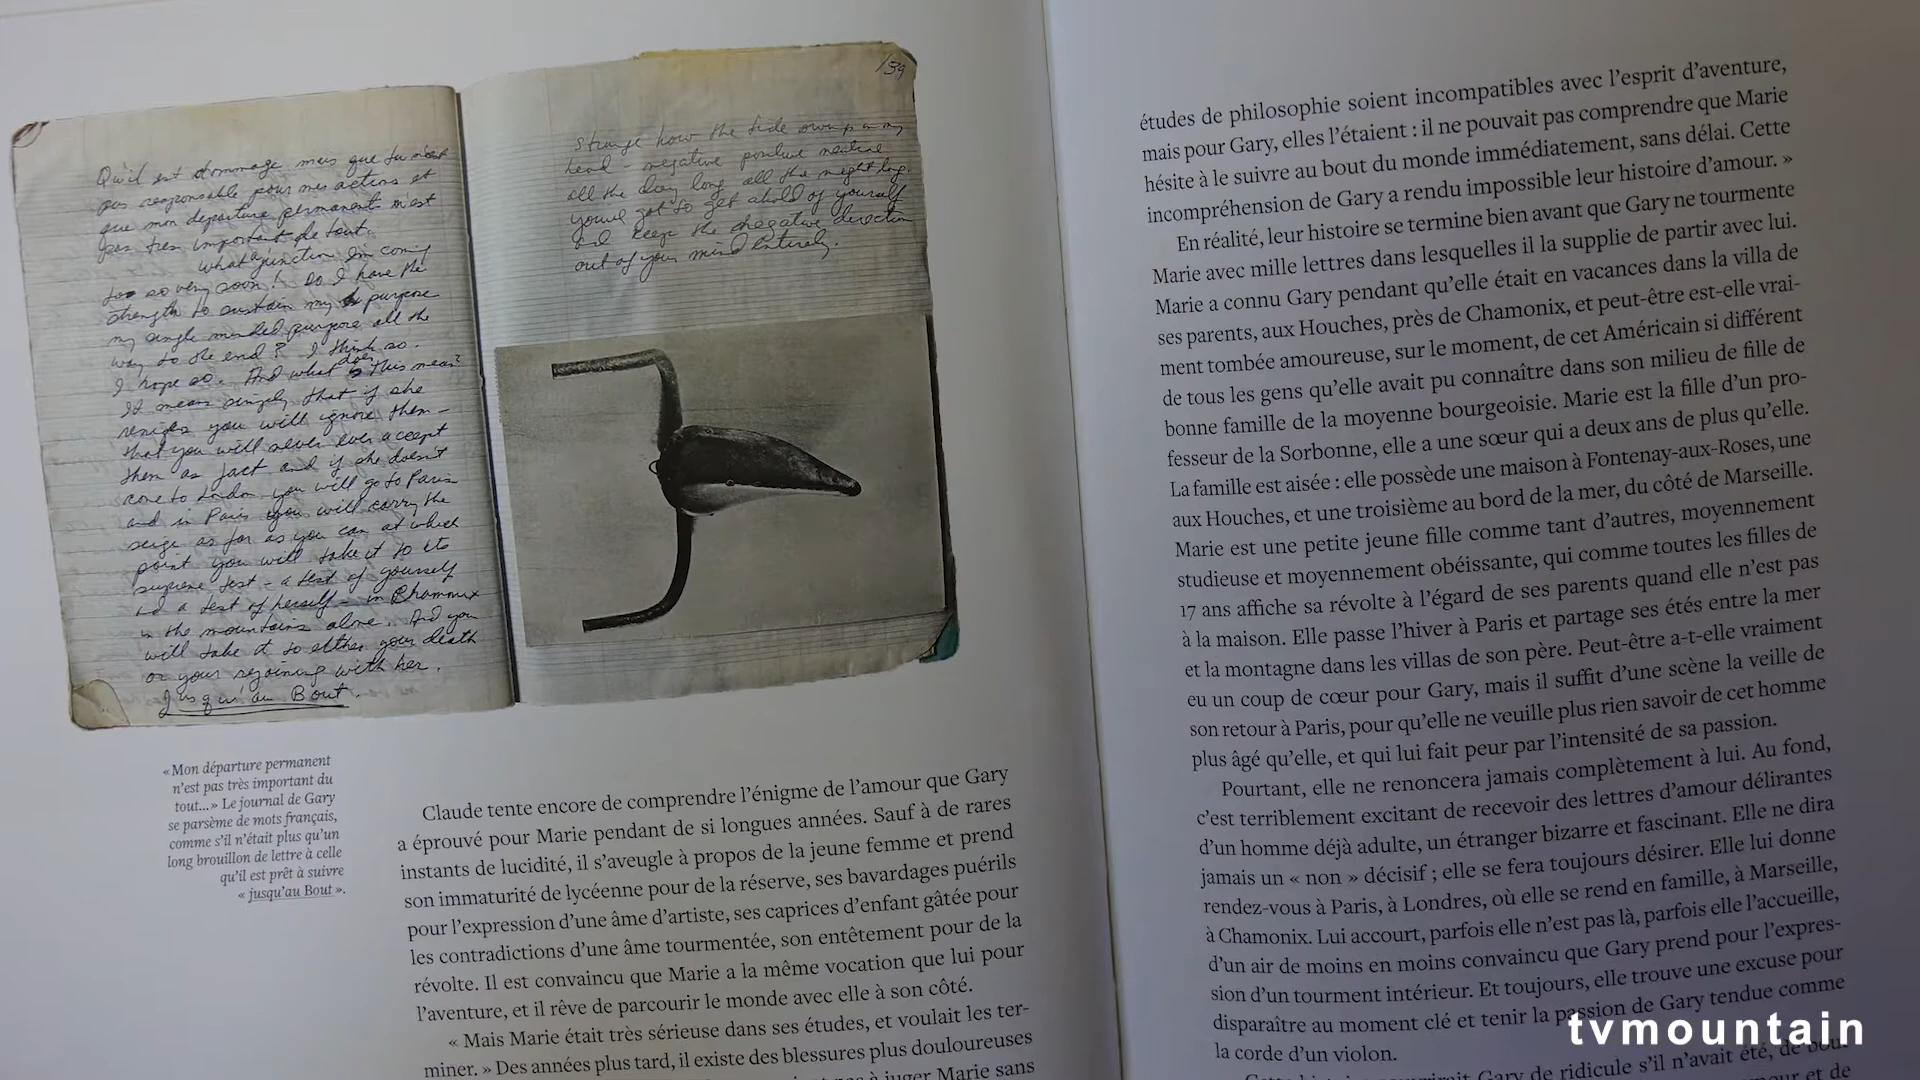 Qu'il est dommage mais que tu n'est
pas responsable pour mes actions et
que mon departure permanent n'est
pas tres important de tout.
what a junction I'm coming
too so very soon! Do I have the
strength to sustain my purpose
my single minded purpose all the
way to the end? I think so.
I hope so. And what does this mean?
It means simply that if she
you will ignore them –
that you will never ever accept
them as fact and if she doesn't
come to London you will go to Paris
and in Paris you will carry the
seige as far as you can at which
point you will take it to its
supreme test – a test of yourself
and a test of herself – in Chamonix
in the mountains alone. And you
will take it to either your death
or your rejoining with her.
Jusqu'au Bout.
139
Strange how the tide in my
head – negative positive neutral
all the day long all the night long.
you've got to get ahold of yourself
and keep the negative direction
out of your mind entirely.
« Mon départure permanent
n'est pas très important du
tout... » Le journal de Gary
se parsème de mots français,
comme s'il n'était plus qu'un
long brouillon de lettre à celle
qu'il est prêt à suivre
« jusqu'au Bout ».
Claude tente encore de comprendre l'énigme de l'amour que Gary
a éprouvé pour Marie pendant de si longues années. Sauf à de rares
instants de lucidité, il s'aveugle à propos de la jeune femme et prend
son immaturité de lycéenne pour de la réserve, ses bavardages puérils
pour l'expression d'une âme d'artiste, ses caprices d'enfant gâtée pour
les contradictions d'une âme tourmentée, son entêtement pour de la
révolte. Il est convaincu que Marie a la même vocation que lui pour
l'aventure, et il rêve de parcourir le monde avec elle à son côté.
« Mais Marie était très sérieuse dans ses études, et voulait les ter-
miner. » Des années plus tard, il existe des blessures plus douloureuses
à juger Marie sans
études de philosophie soient incompatibles avec l'esprit d'aventure,
mais pour Gary, elles l'étaient : il ne pouvait pas comprendre que Marie
hésite à le suivre au bout du monde immédiatement, sans délai. Cette
incompréhension de Gary a rendu impossible leur histoire d'amour. »
En réalité, leur histoire se termine bien avant que Gary ne tourmente
Marie avec mille lettres dans lesquelles il la supplie de partir avec lui.
Marie a connu Gary pendant qu'elle était en vacances dans la villa de
ses parents, aux Houches, près de Chamonix, et peut-être est-elle vrai-
ment tombée amoureuse, sur le moment, de cet Américain si différent
de tous les gens qu'elle avait pu connaître dans son milieu de fille de
bonne famille de la moyenne bourgeoisie. Marie est la fille d'un pro-
fesseur de la Sorbonne, elle a une sœur qui a deux ans de plus qu'elle.
La famille est aisée : elle possède une maison à Fontenay-aux-Roses, une
aux Houches, et une troisième au bord de la mer, du côté de Marseille.
Marie est une petite jeune fille comme tant d'autres, moyennement
studieuse et moyennement obéissante, qui comme toutes les filles de
17 ans affiche sa révolte à l'égard de ses parents quand elle n'est pas
à la maison. Elle passe l'hiver à Paris et partage ses étés entre la mer
et la montagne dans les villas de son père. Peut-être a-t-elle vraiment
eu un coup de cœur pour Gary, mais il suffit d'une scène la veille de
son retour à Paris, pour qu'elle ne veuille plus rien savoir de cet homme
plus âgé qu'elle, et qui lui fait peur par l'intensité de sa passion.
Pourtant, elle ne renoncera jamais complètement à lui. Au fond,
c'est terriblement excitant de recevoir des lettres d'amour délirantes
d'un homme déjà adulte, un étranger bizarre et fascinant. Elle ne dira
jamais un « non » décisif ; elle se fera toujours désirer. Elle lui donne
rendez-vous à Paris, à Londres, où elle se rend en famille, à Marseille,
à Chamonix. Lui accourt, parfois elle n'est pas là, parfois elle l'accueille,
d'un air de moins en moins convaincu que Gary prend pour l'expres-
sion d'un tourment intérieur. Et toujours, elle trouve une excuse pour
disparaître au moment clé et tenir la passion de Gary tendue comme
la corde d'un violon.
Gary de ridicule s'il n'avait été, de
et de
tvmountain